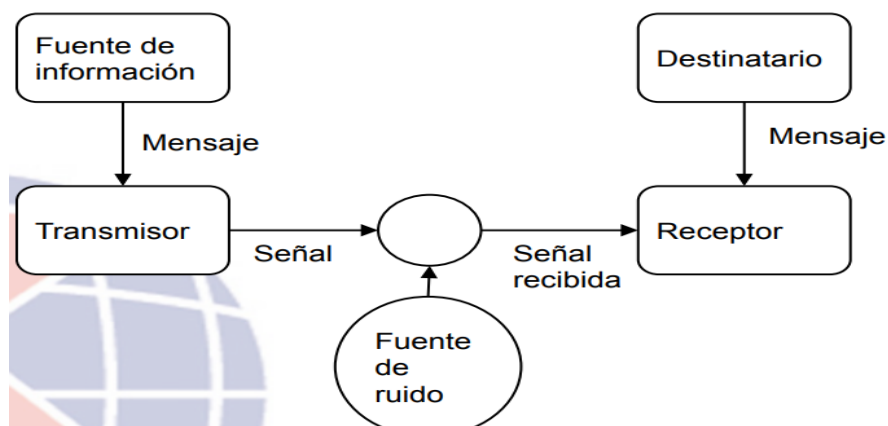 Fuente de
información
Destinatario
Mensaje
Mensaje
Transmisor
Receptor
Señal
Señal
recibida
Fuente
de
ruido